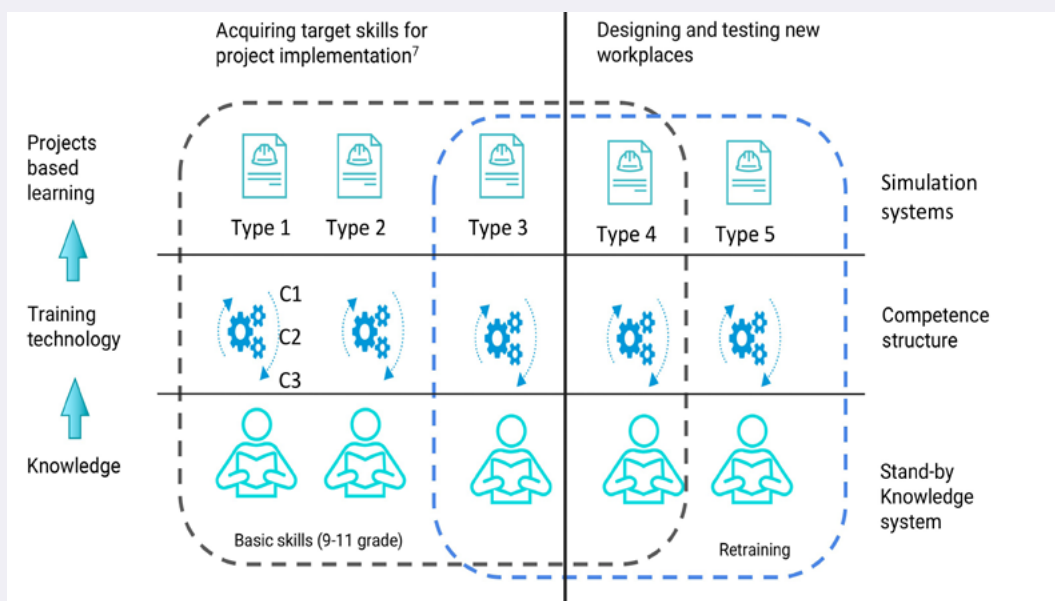 Acquiring target skills for
project implementation7
Designing and testing new
workplaces
Projects
based
learning
Type 1
Type 2
Type 3
Type 4
Type 5
Simulation
systems
Training
technology
C1
C2
C3
Competence
structure
Knowledge
Stand-by
Knowledge
system
Basic skills (9-11 grade)
Retraining